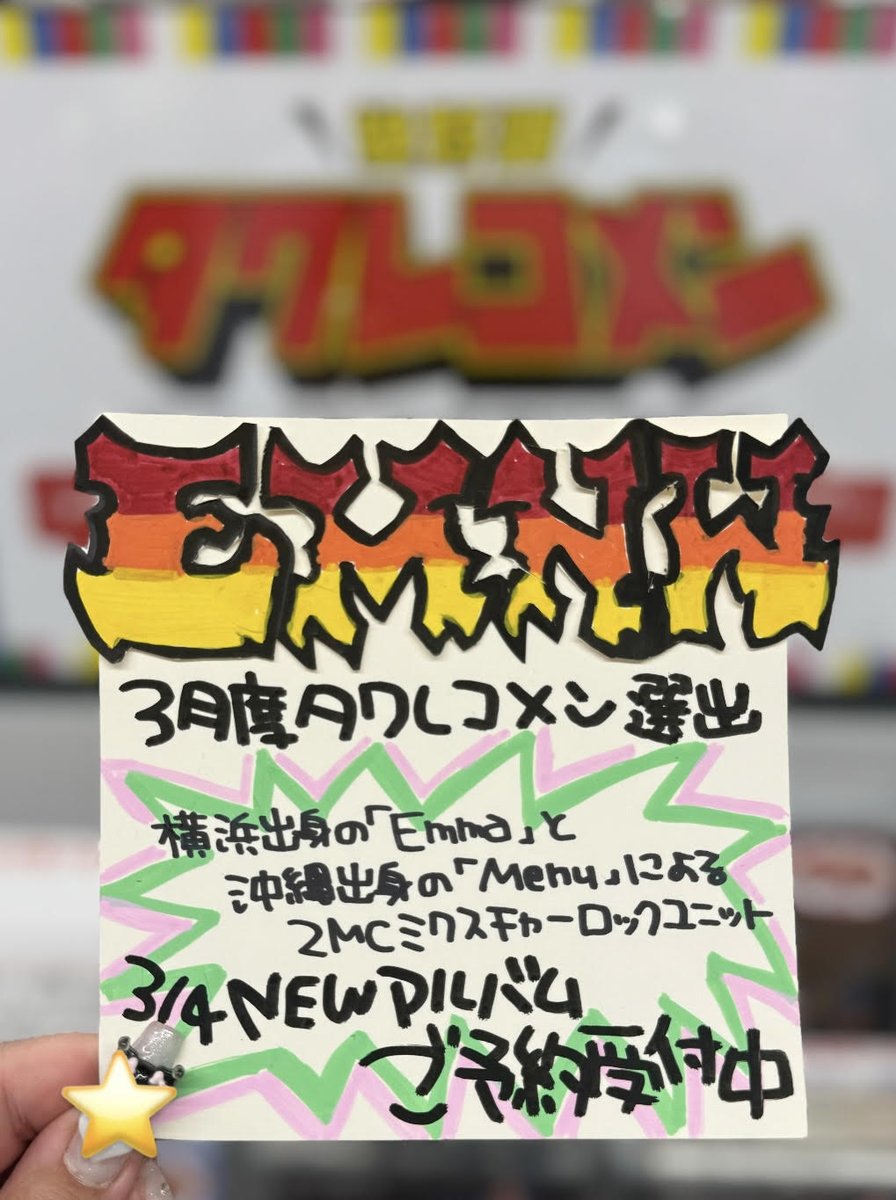 タワレコメン
EMNW
3月度タワレコメン選出
横浜出身の「Emma」と
沖縄出身の「Menu」による
2MCミクスチャーロックユニット
3/4 NEWアルバム
ご予約受付中